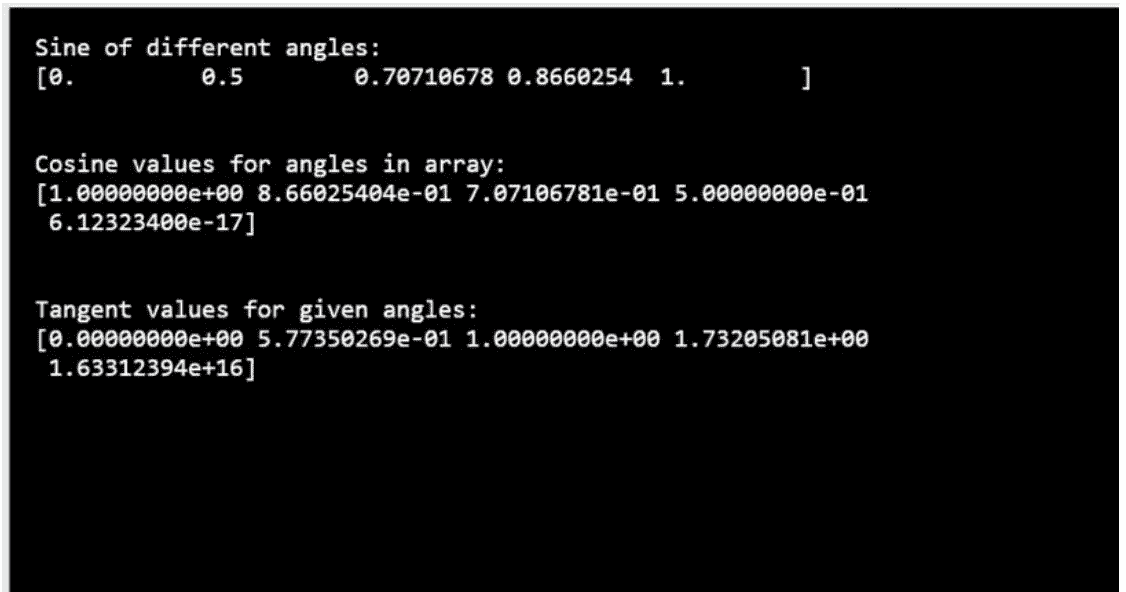 Sine of different angles:
[0.         0.5        0.70710678 0.8660254  1.        ]
Cosine values for angles in array:
[1.00000000e+00 8.66025404e-01 7.07106781e-01 5.00000000e-01
 6.12323400e-17]
Tangent values for given angles:
[0.00000000e+00 5.77350269e-01 1.00000000e+00 1.73205081e+00
 1.63312394e+16]